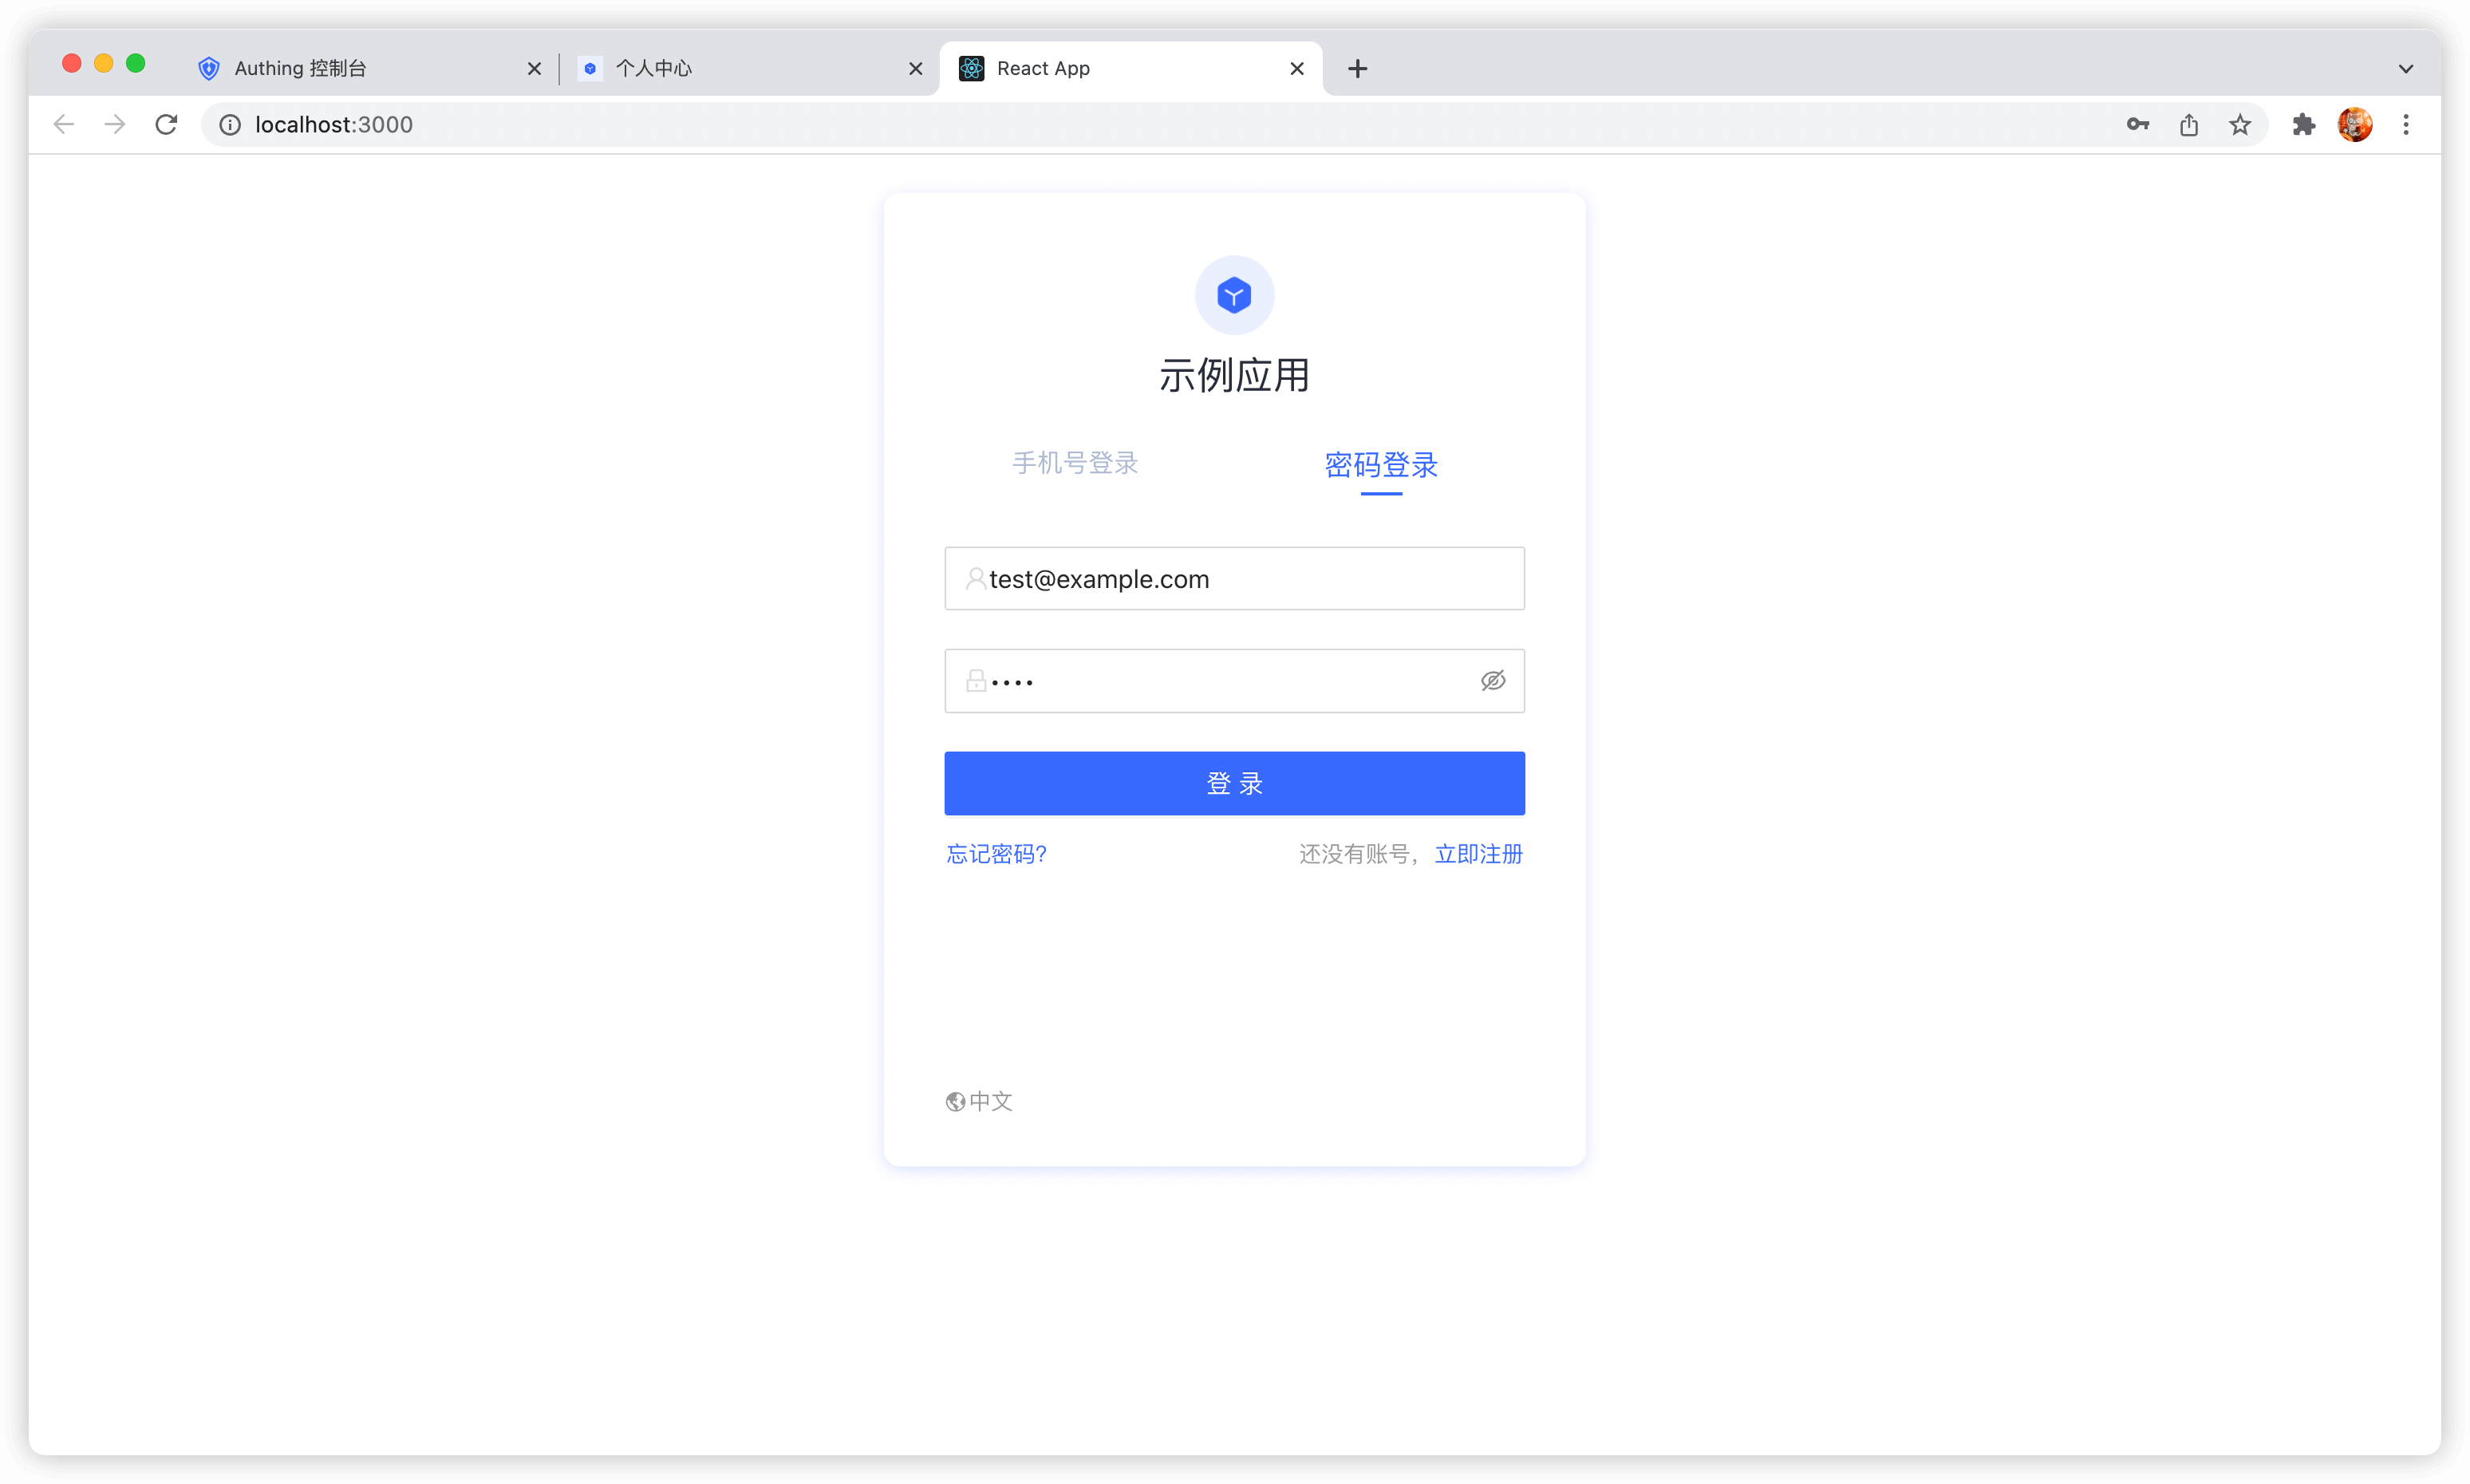 Authing 控制台
个人中心
React App
localhost:3000
示例应用
手机号登录 密码登录
test@example.com
••••
登 录
忘记密码? 还没有账号，立即注册
中文